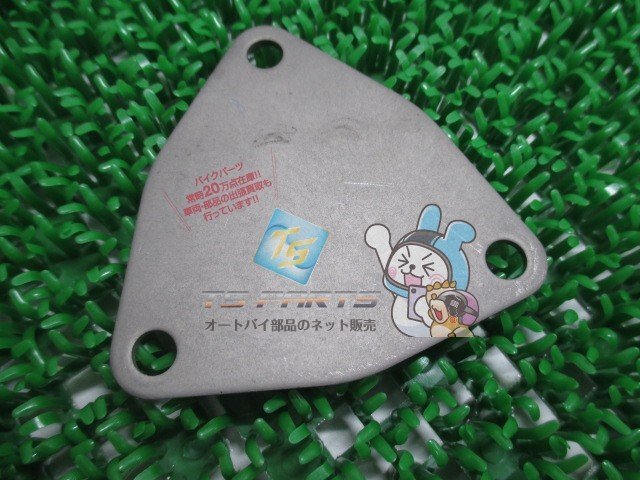 バイクパーツ
常時20万点在庫!!
車両・部品の出張買取も
行っています!!
TS
TS PARTS
オートバイ部品のネット販売